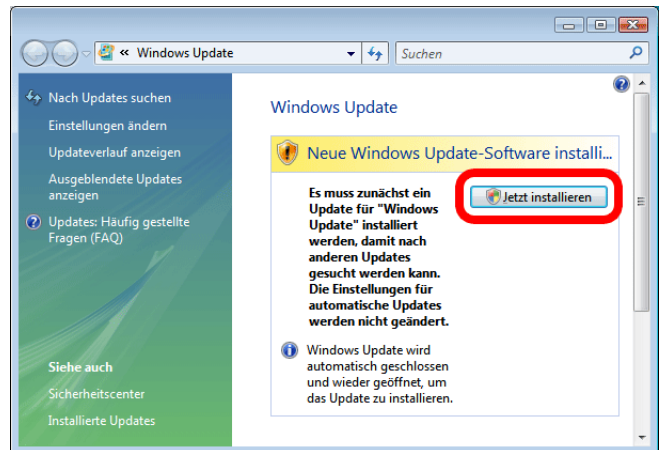 « Windows Update
Suchen
Nach Updates suchen
Einstellungen ändern
Updateverlauf anzeigen
Ausgeblendete Updates
anzeigen
Updates: Häufig gestellte
Fragen (FAQ)
Siehe auch
Sicherheitscenter
Installierte Updates
Windows Update
Neue Windows Update-Software installi...
Es muss zunächst ein
Update für "Windows
Update" installiert
werden, damit nach
anderen Updates
gesucht werden kann.
Die Einstellungen für
automatische Updates
werden nicht geändert.
Jetzt installieren
Windows Update wird
automatisch geschlossen
und wieder geöffnet, um
das Update zu installieren.